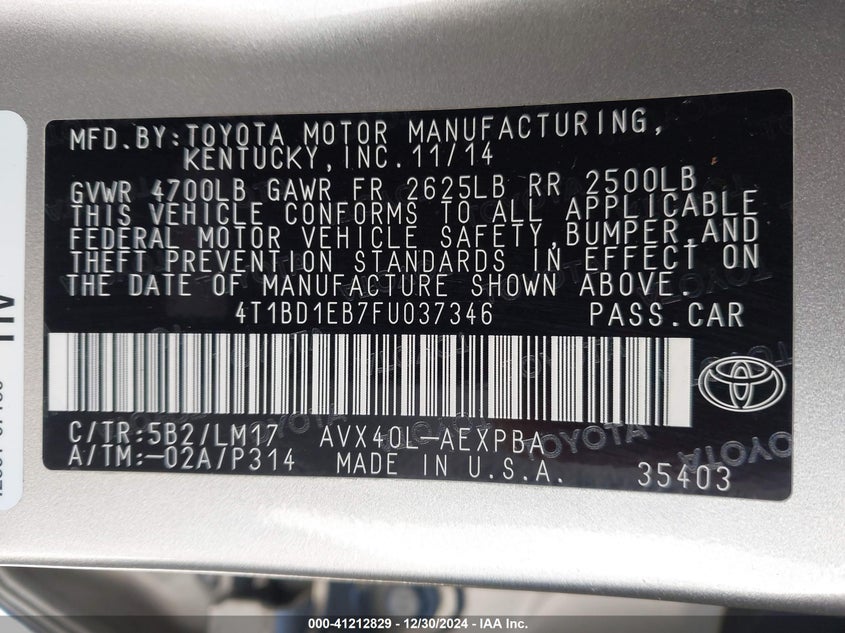 MFD.BY:TOYOTA MOTOR MANUFACTURING,
KENTUCKY,INC.11/14
GVWR 4700LB GAWR FR 2625LB RR 2500LB
THIS VEHICLE CONFORMS TO ALL APPLICABLE
FEDERAL MOTOR VEHICLE SAFETY,BUMPER,AND
THEFT PREVENTION STANDARDS IN EFFECT ON
THE DATE OF MANUFACTURE SHOWN ABOVE.
4T1BD1EB7FU037346 PASS.CAR
C/TR:5B2/LM17 AVX40L-AEXPBA
A/TM:-02A/P314 MADE IN U.S.A. 35403
TOYOTA
000-41212829 - 12/30/2024 - IAA Inc.